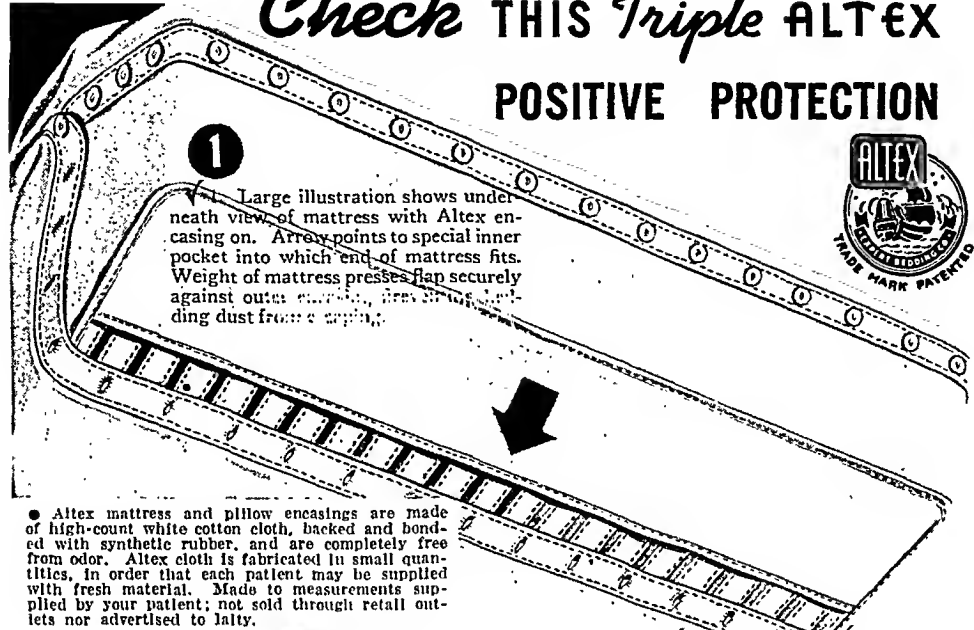 Check THIS Triple ALTEX
POSITIVE PROTECTION
1
Large illustration shows under-
neath view of mattress with Altex en-
casing on. Arrow points to special inner
pocket into which end of mattress fits.
Weight of mattress presses flap securely
against outer
ding dust
ALTEX
TRADE MARK PATENTED
● Altex mattress and pillow encasings are made
of high-count white cotton cloth, backed and bond-
ed with synthetic rubber, and are completely free
from odor. Altex cloth is fabricated in small quan-
tities, in order that each patient may be supplied
with fresh material. Made to measurements sup-
plied by your patient; not sold through retail out-
lets nor advertised to laity.